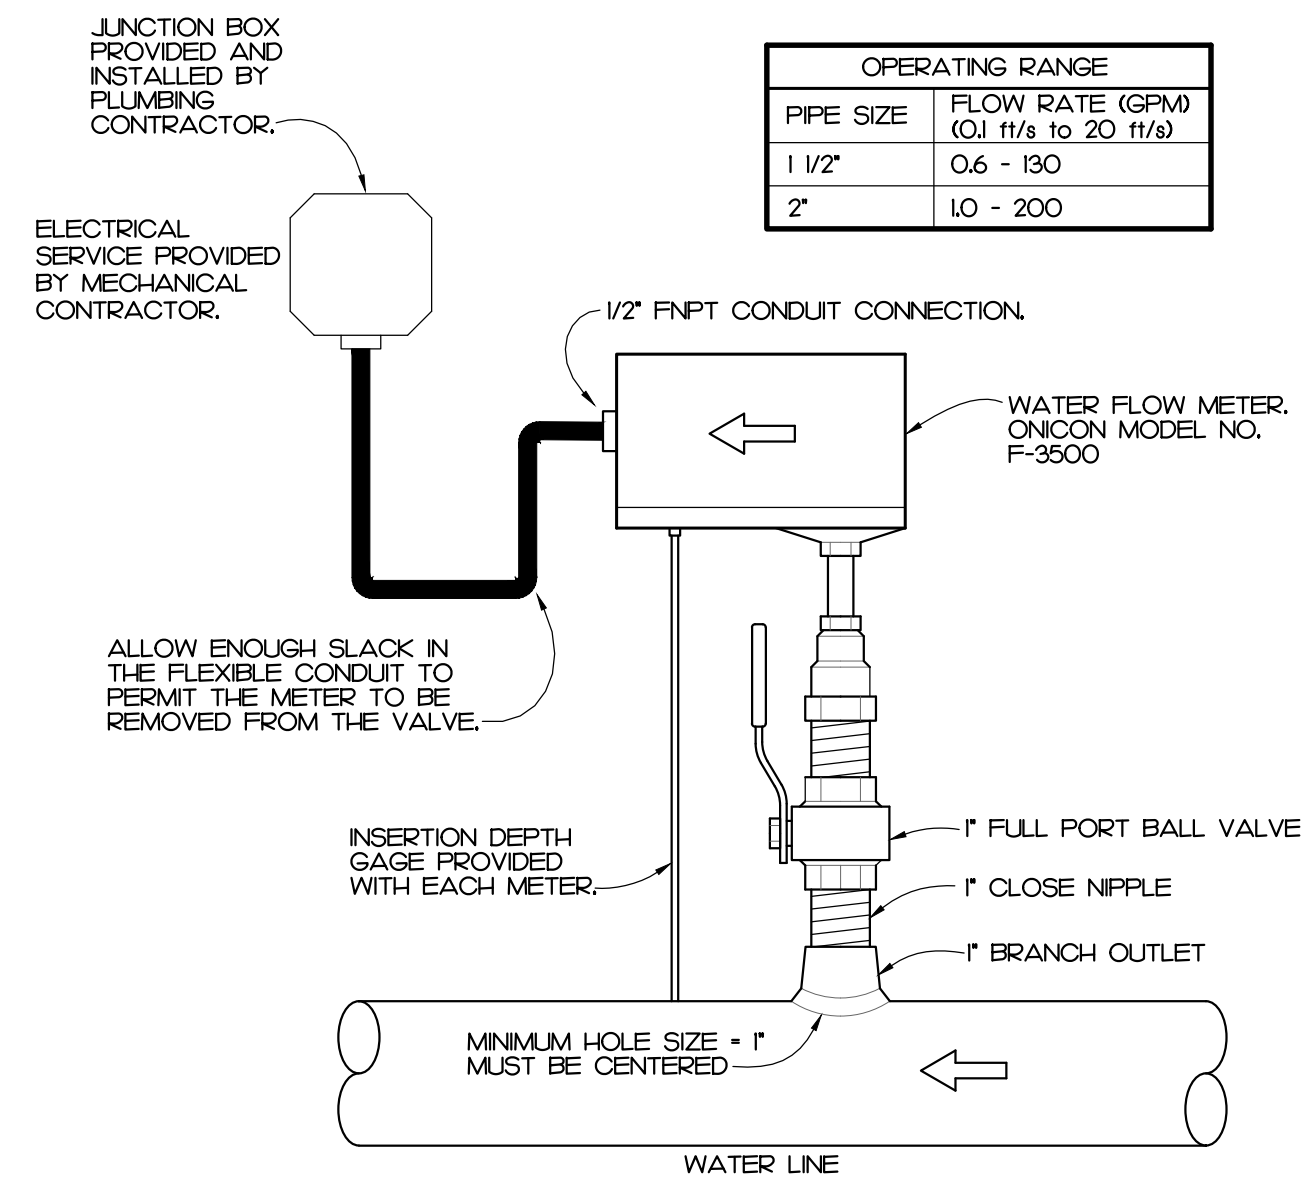 JUNCTION BOX
PROVIDED AND
INSTALLED BY
PLUMBING
CONTRACTOR.
OPERATING RANGE
PIPE SIZE
FLOW RATE (GPM)
(0.1 ft/s to 20 ft/s)
1 1/2"
0.6 - 130
2"
1.0 - 200
ELECTRICAL
SERVICE PROVIDED
BY MECHANICAL
CONTRACTOR.
1/2" FNPT CONDUIT CONNECTION.
WATER FLOW METER.
ONICON MODEL NO.
F-3500
ALLOW ENOUGH SLACK IN
THE FLEXIBLE CONDUIT TO
PERMIT THE METER TO BE
REMOVED FROM THE VALVE.
INSERTION DEPTH
GAGE PROVIDED
WITH EACH METER.
1" FULL PORT BALL VALVE
1" CLOSE NIPPLE
1" BRANCH OUTLET
MINIMUM HOLE SIZE = 1"
MUST BE CENTERED
WATER LINE